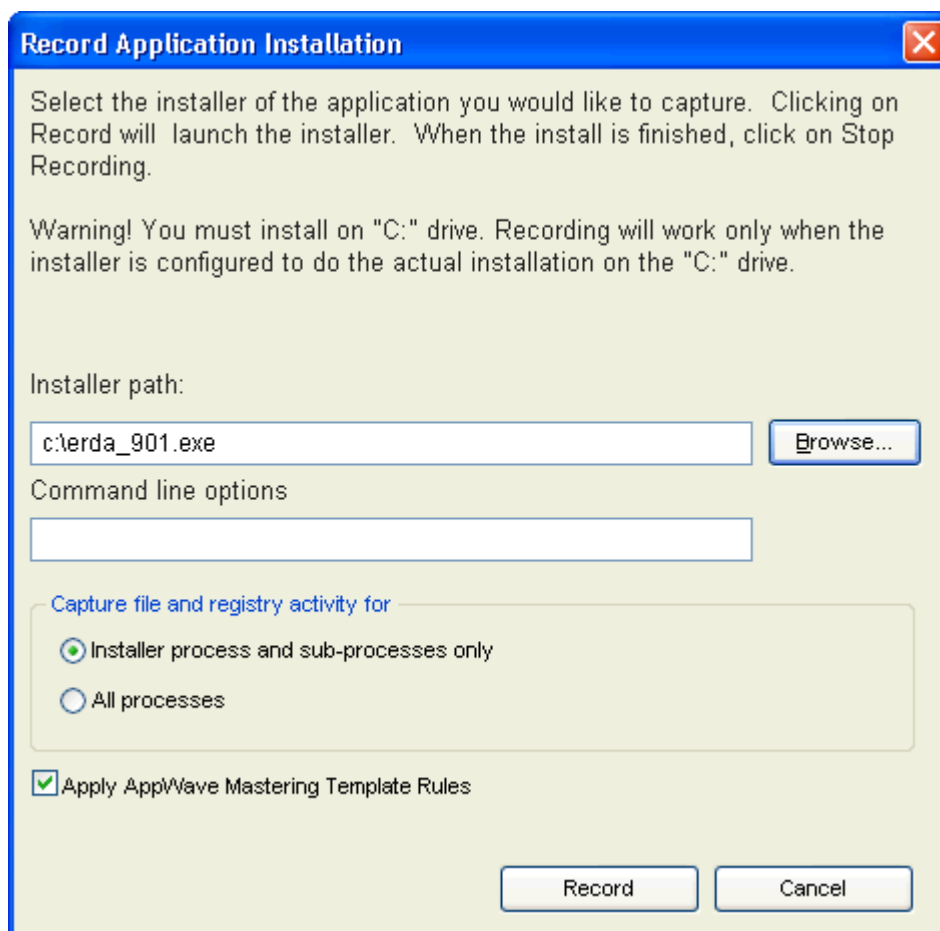 Record Application Installation
Select the installer of the application you would like to capture.  Clicking on
Record will  launch the installer.  When the install is finished, click on Stop
Recording.
Warning! You must install on "C:" drive. Recording will work only when the
installer is configured to do the actual installation on the "C:" drive.
Installer path:
c:\erda_901.exe
Browse...
Command line options
Capture file and registry activity for
Installer process and sub-processes only
All processes
Apply AppWave Mastering Template Rules
Record
Cancel